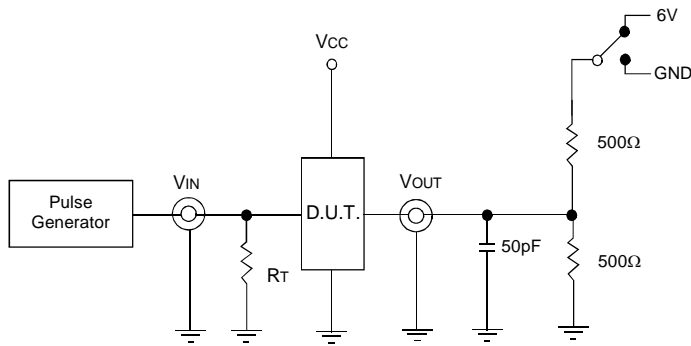 6V
GND
VCC
500Ω
VIN
VOUT
Pulse
Generator
D.U.T.
RT
50pF
500Ω